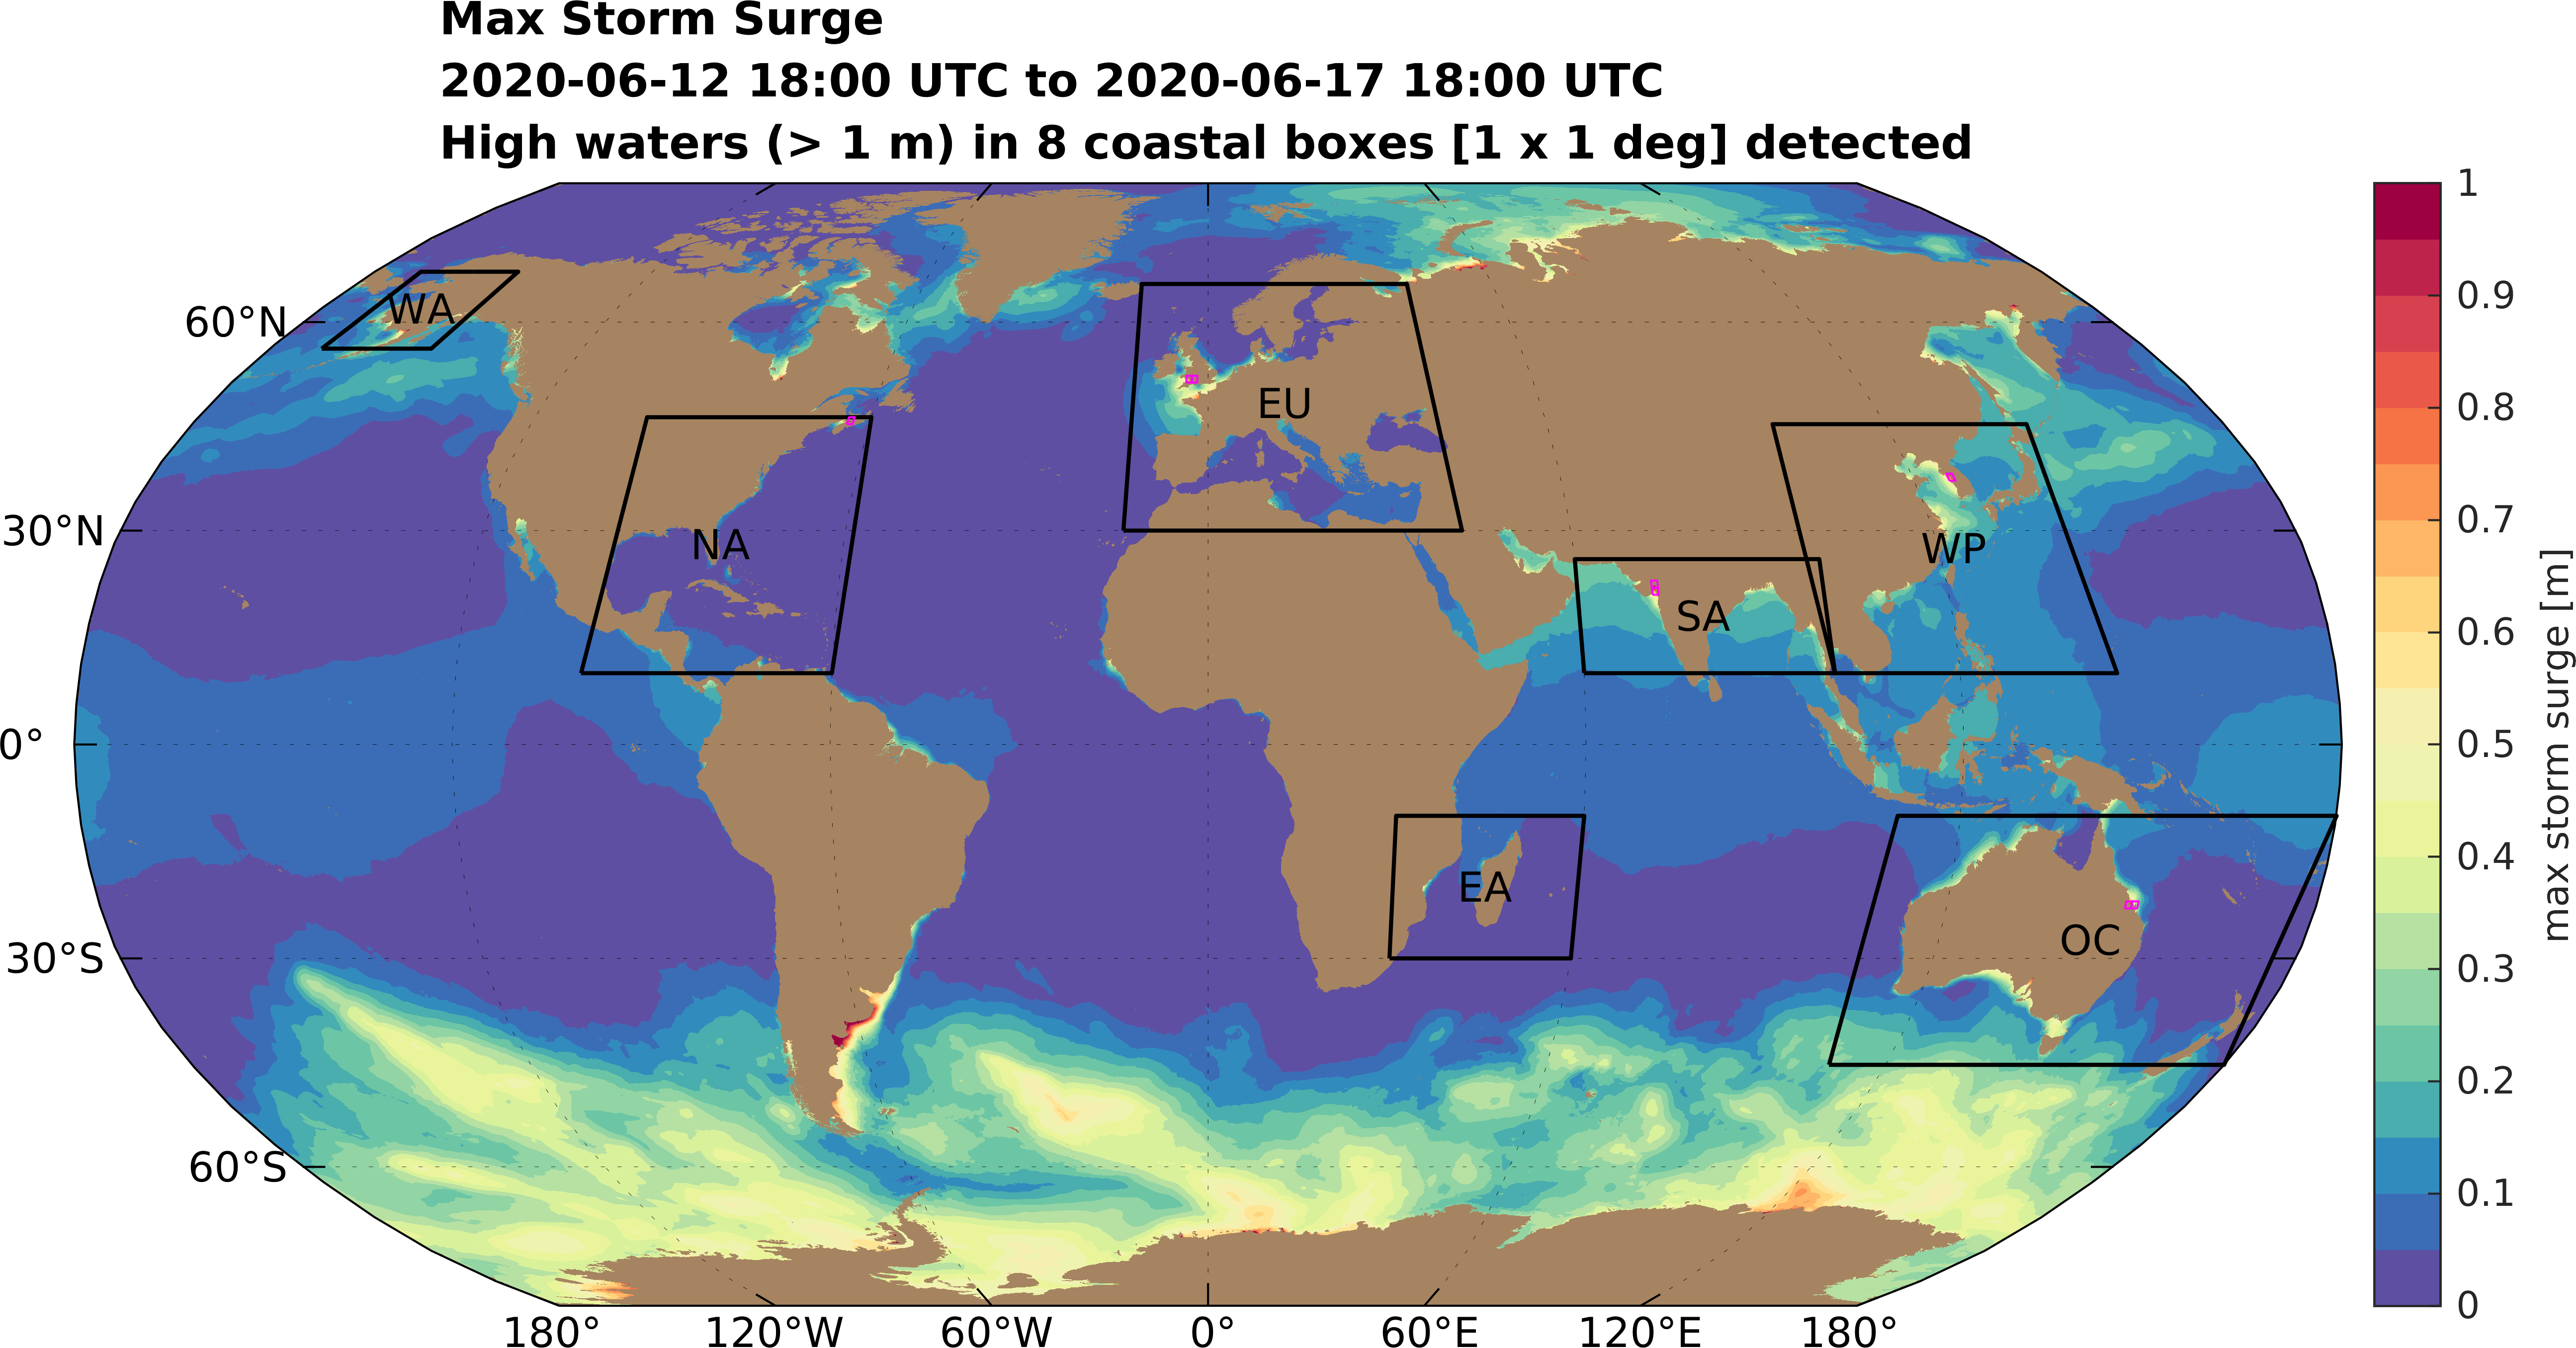 Max Storm Surge
2020-06-12 18:00 UTC to 2020-06-17 18:00 UTC
High waters (> 1 m) in 8 coastal boxes [1 x 1 deg] detected
60°N
30°N
0°
30°S
60°S
WA
NA
EU
SA
WP
EA
OC
180°
120°W
60°W
0°
60°E
120°E
180°
1
0.9
0.8
0.7
0.6
0.5
0.4
0.3
0.2
0.1
0
max storm surge [m]